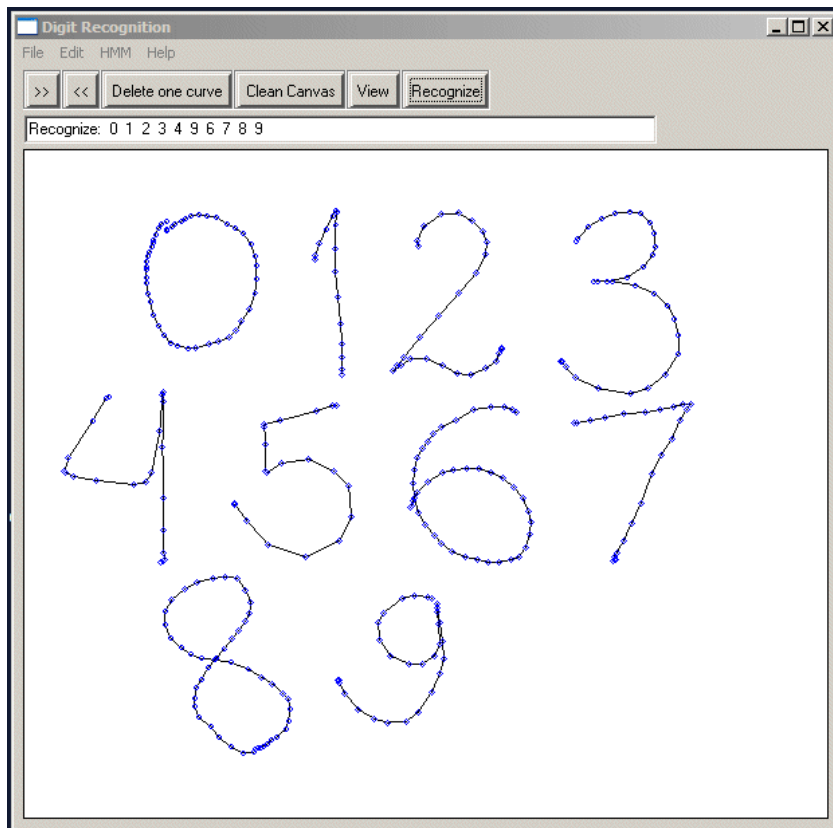 Digit Recognition
File Edit HMM Help
>> << Delete one curve Clean Canvas View Recognize
Recognize: 0 1 2 3 4 9 6 7 8 9
0 1 2 3
4 5 6 7
8 9